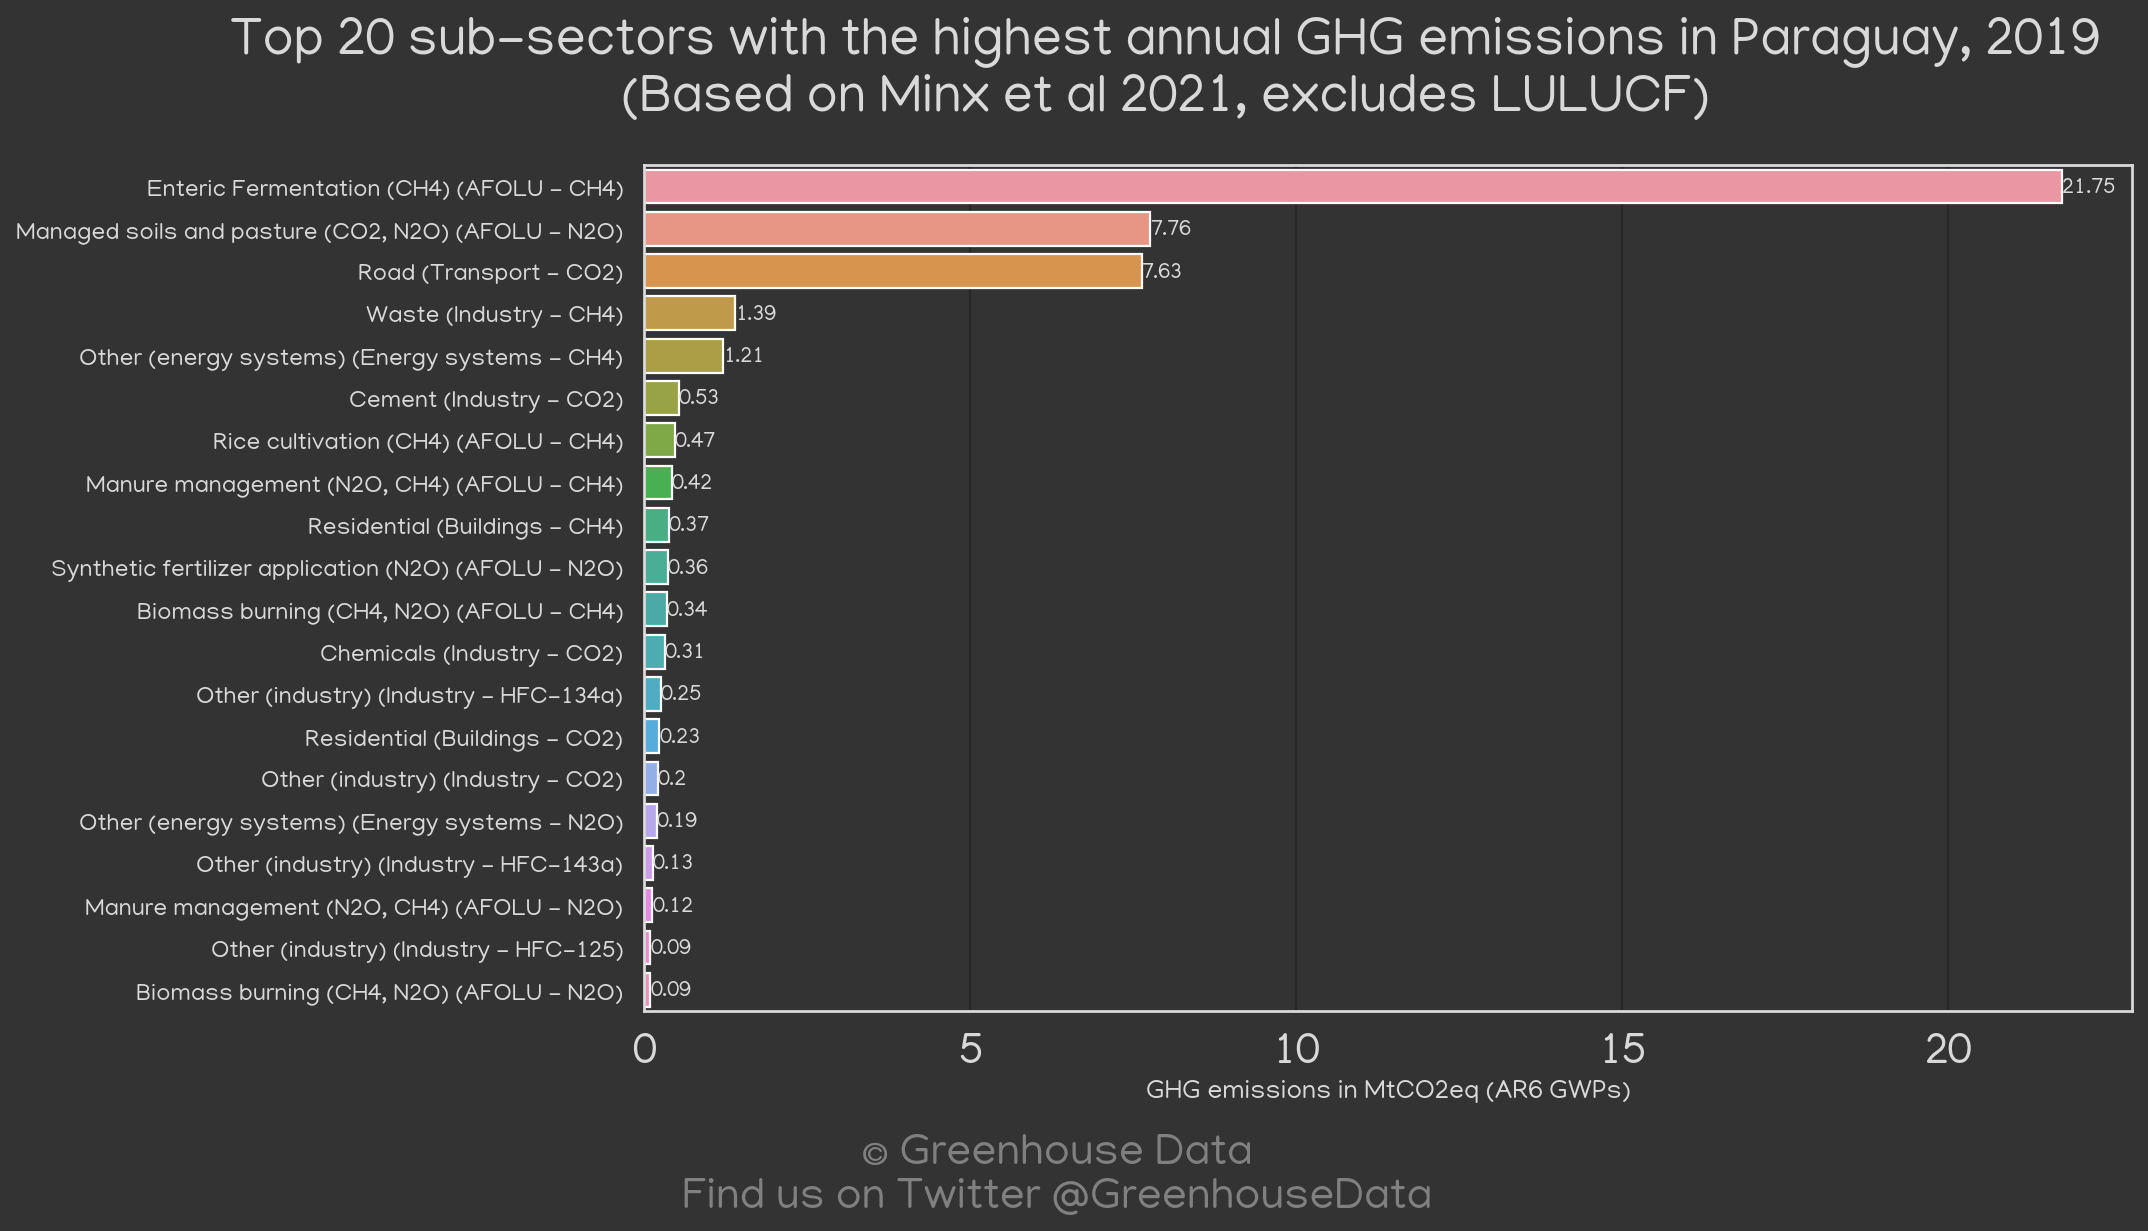 Top 20 sub-sectors with the highest annual GHG emissions in Paraguay, 2019
(Based on Minx et al 2021, excludes LULUCF)
Enteric Fermentation (CH4) (AFOLU - CH4) 21.75
Managed soils and pasture (CO2, N2O) (AFOLU - N2O) 7.76
Road (Transport - CO2) 7.63
Waste (Industry - CH4) 1.39
Other (energy systems) (Energy systems - CH4) 1.21
Cement (Industry - CO2) 0.53
Rice cultivation (CH4) (AFOLU - CH4) 0.47
Manure management (N2O, CH4) (AFOLU - CH4) 0.42
Residential (Buildings - CH4) 0.37
Synthetic fertilizer application (N2O) (AFOLU - N2O) 0.36
Biomass burning (CH4, N2O) (AFOLU - CH4) 0.34
Chemicals (Industry - CO2) 0.31
Other (industry) (Industry - HFC-134a) 0.25
Residential (Buildings - CO2) 0.23
Other (industry) (Industry - CO2) 0.2
Other (energy systems) (Energy systems - N2O) 0.19
Other (industry) (Industry - HFC-143a) 0.13
Manure management (N2O, CH4) (AFOLU - N2O) 0.12
Other (industry) (Industry - HFC-125) 0.09
Biomass burning (CH4, N2O) (AFOLU - N2O) 0.09
0 5 10 15 20
GHG emissions in MtCO2eq (AR6 GWPs)
© Greenhouse Data
Find us on Twitter @GreenhouseData